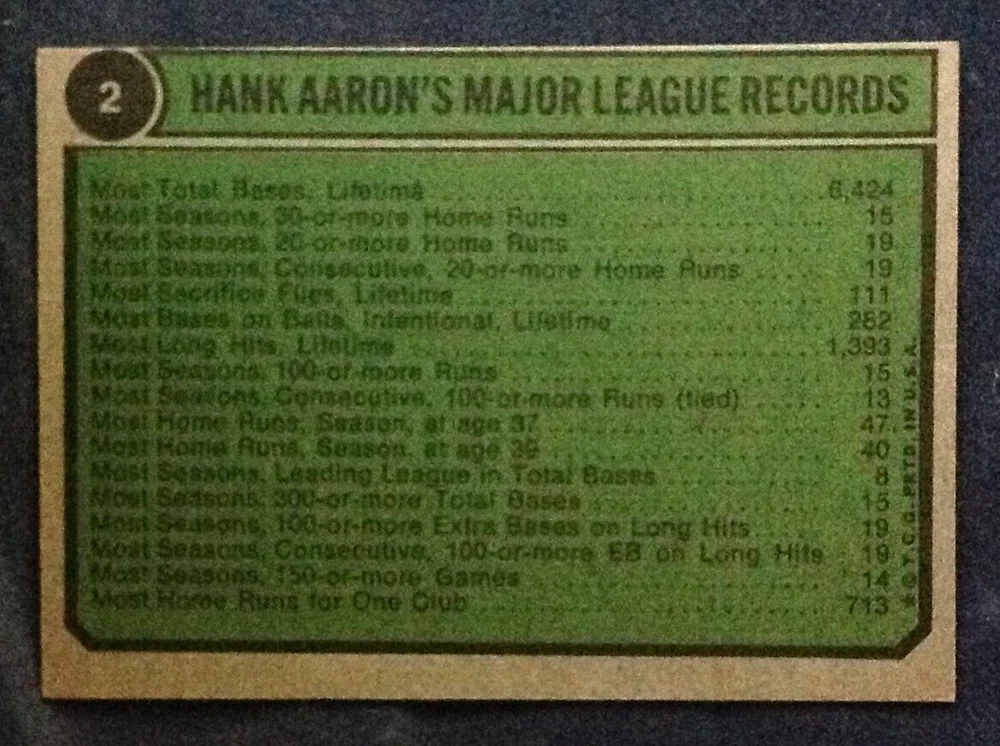 2
HANK AARON'S MAJOR LEAGUE RECORDS
Most Total Bases, Lifetime ..... 6,424
Most Seasons, 30-or-more Home Runs ..... 15
Most Seasons, 20-or-more Home Runs ..... 19
Most Seasons, Consecutive, 20-or-more Home Runs ..... 19
Most Sacrifice Flies, Lifetime ..... 111
Most Bases on Balls, Intentional, Lifetime ..... 282
Most Long Hits, Lifetime ..... 1,393
Most Seasons, 100-or-more Runs ..... 15
Most Seasons, Consecutive, 100-or-more Runs (tied) ..... 13
Most Home Runs, Season, at age 37 ..... 47
Most Home Runs, Season, at age 39 ..... 40
Most Seasons, Leading League in Total Bases ..... 8
Most Seasons, 300-or-more Total Bases ..... 15
Most Seasons, 100-or-more Extra Bases on Long Hits ..... 19
Most Seasons, Consecutive, 100-or-more EB on Long Hits 19
Most Seasons, 150-or-more Games ..... 14
Most Home Runs for One Club ..... 713
★ © T.C.G. PRTD. IN U.S.A.